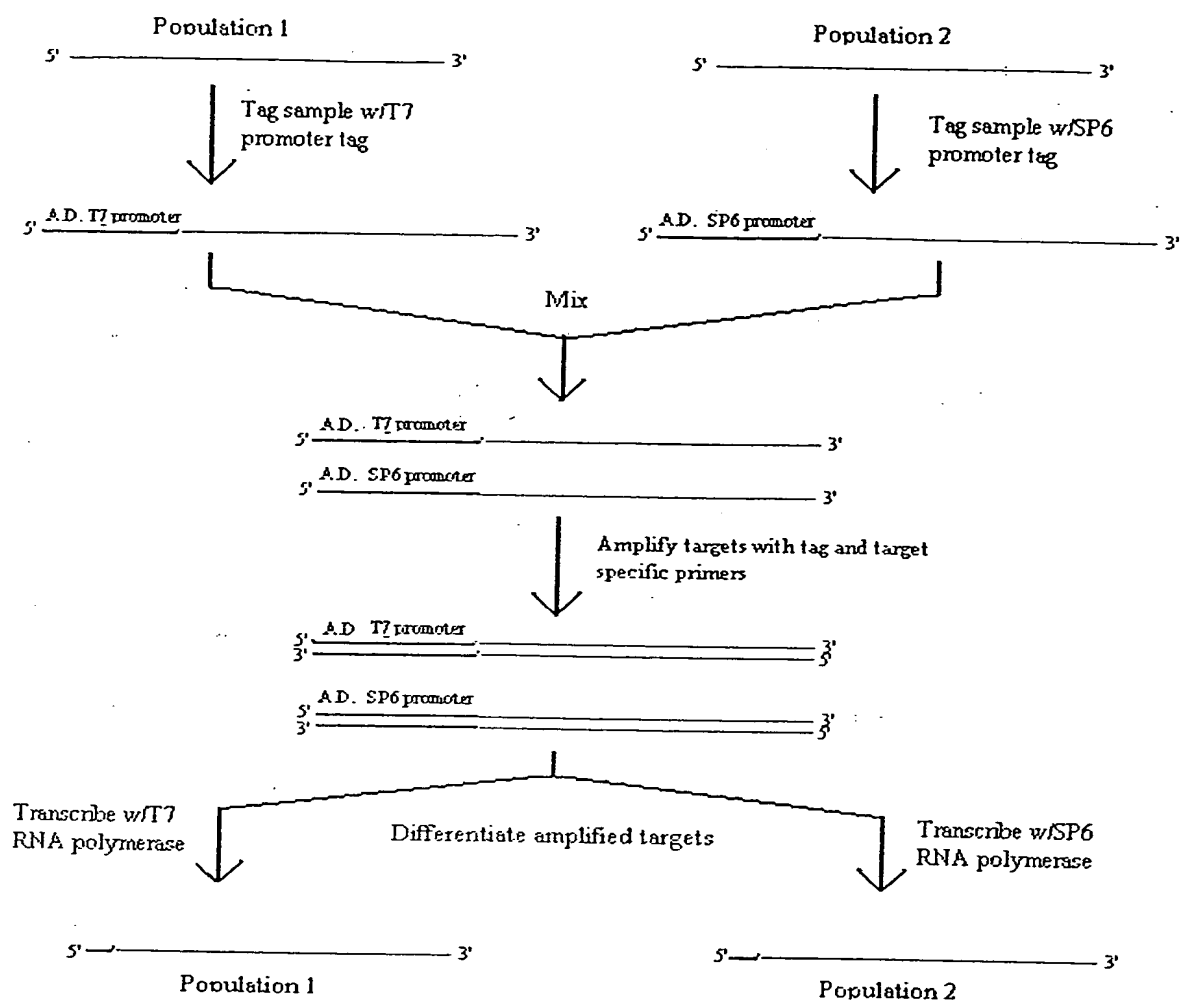 Population 1
Population 2
5' 3'
5' 3'
Tag sample w/T7
promoter tag
Tag sample w/SP6
promoter tag
A.D. T7 promoter
5' 3'
A.D. SP6 promoter
5' 3'
Mix
A.D. T7 promoter
5' 3'
A.D. SP6 promoter
5' 3'
Amplify targets with tag and target
specific primers
A.D T7 promoter
5' 3'
3' 5'
A.D. SP6 promoter
5' 3'
3' 5'
Transcribe w/T7
RNA polymerase
Differentiate amplified targets
Transcribe w/SP6
RNA polymerase
5' 3'
5' 3'
Population 1
Population 2